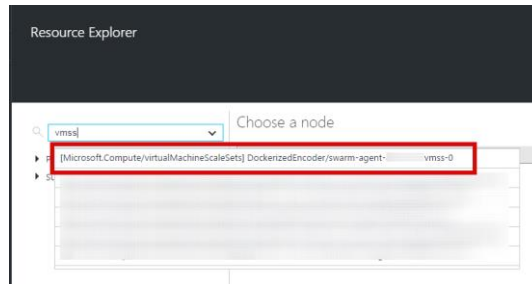 Resource Explorer
Choose a node
vmss
[Microsoft.Compute/virtualMachineScaleSets] DockerizedEncoder/swarm-agent- vmss-0